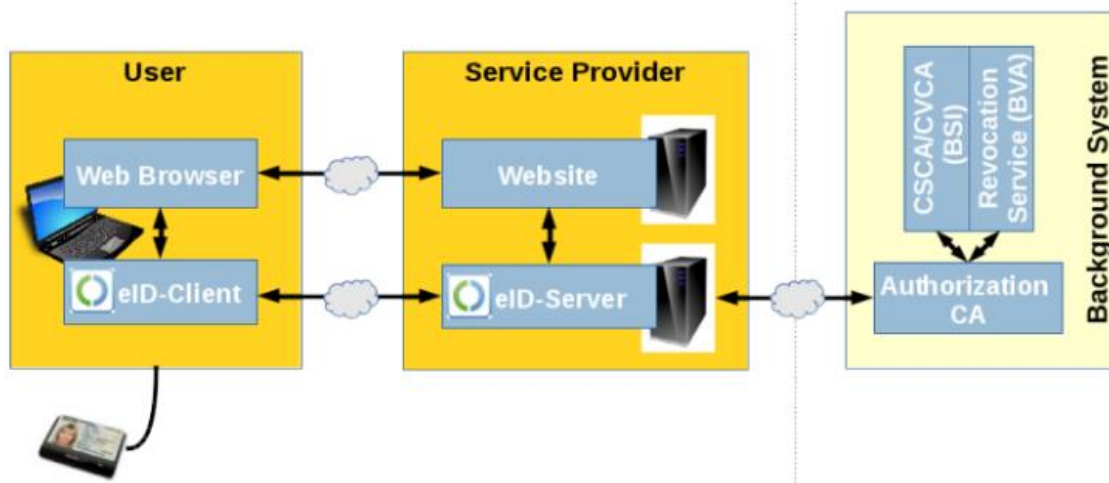 User
Web Browser
eID-Client
Service Provider
Website
eID-Server
CSCA/CVCA
(BSI)
Revocation
Service (BVA)
Authorization
CA
Background System